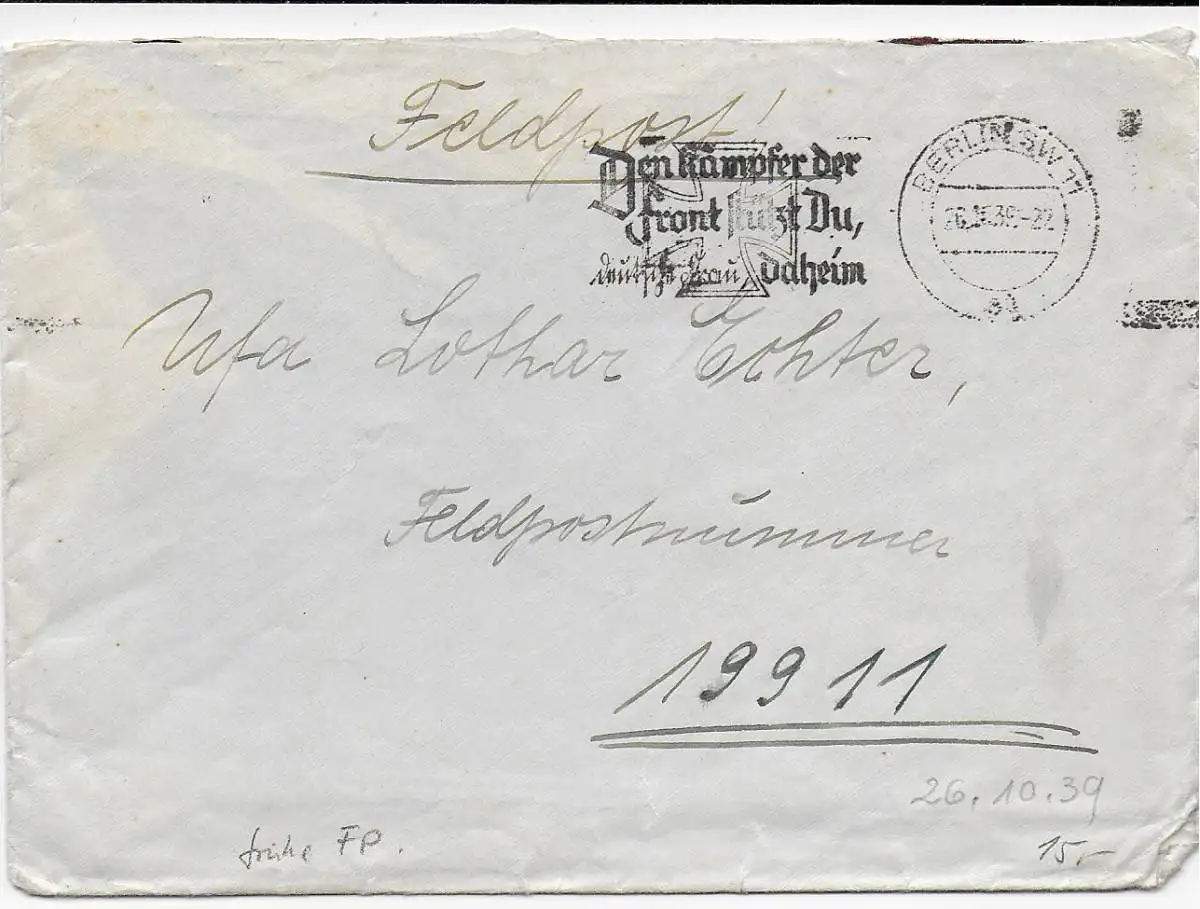 Feldpost!
Den Kämpfer der
Front stützt Du,
deutsche Frau, daheim
BERLIN SW 11
26. 39.-22
a
Ufa Lothar Echter,
Feldpostnummer
19911
26.10.39
frühe FP.
15,-